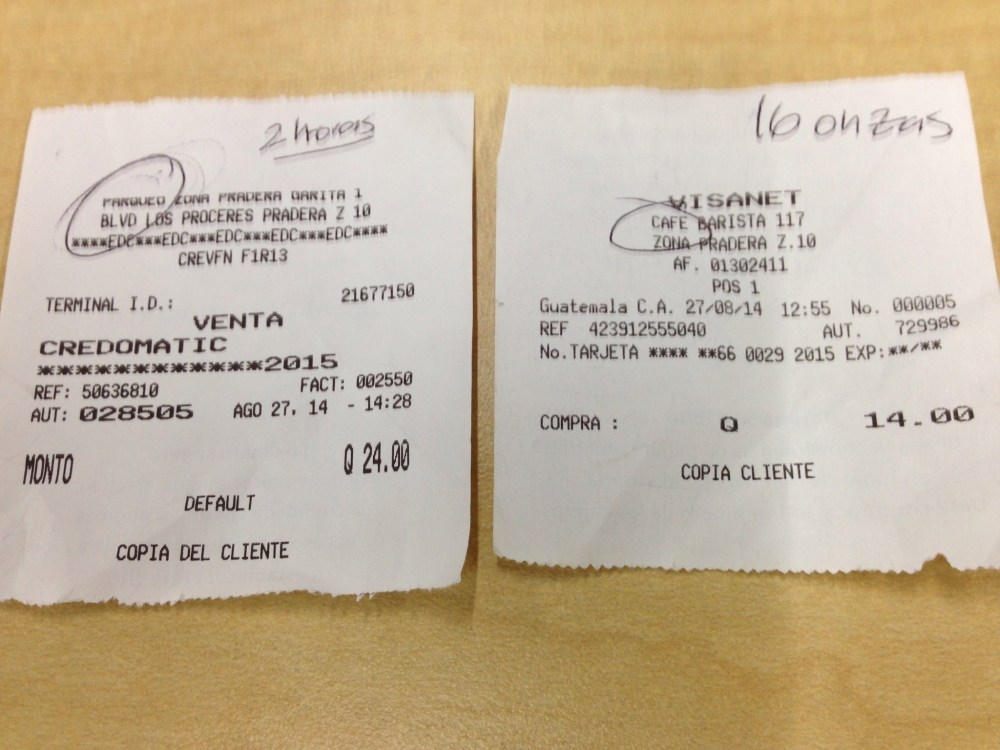 2 horas
PARQUEO ZONA PRADERA GARITA 1
BLVD LOS PROCERES PRADERA Z 10
****EDC***EDC***EDC***EDC***EDC****
CREVFN F1R13
TERMINAL I.D.: 21677150
VENTA
CREDOMATIC
************2015
REF: 50636810 FACT: 002550
AUT: 028505 AGO 27, 14 - 14:28
MONTO Q 24.00
DEFAULT
COPIA DEL CLIENTE
16 onzas
VISANET
CAFE BARISTA 117
ZONA PRADERA Z.10
AF. 01302411
POS 1
Guatemala C.A. 27/08/14 12:55 No. 000005
REF 423912555040 AUT. 729986
No.TARJETA **** **66 0029 2015 EXP:**/**
COMPRA : Q 14.00
COPIA CLIENTE